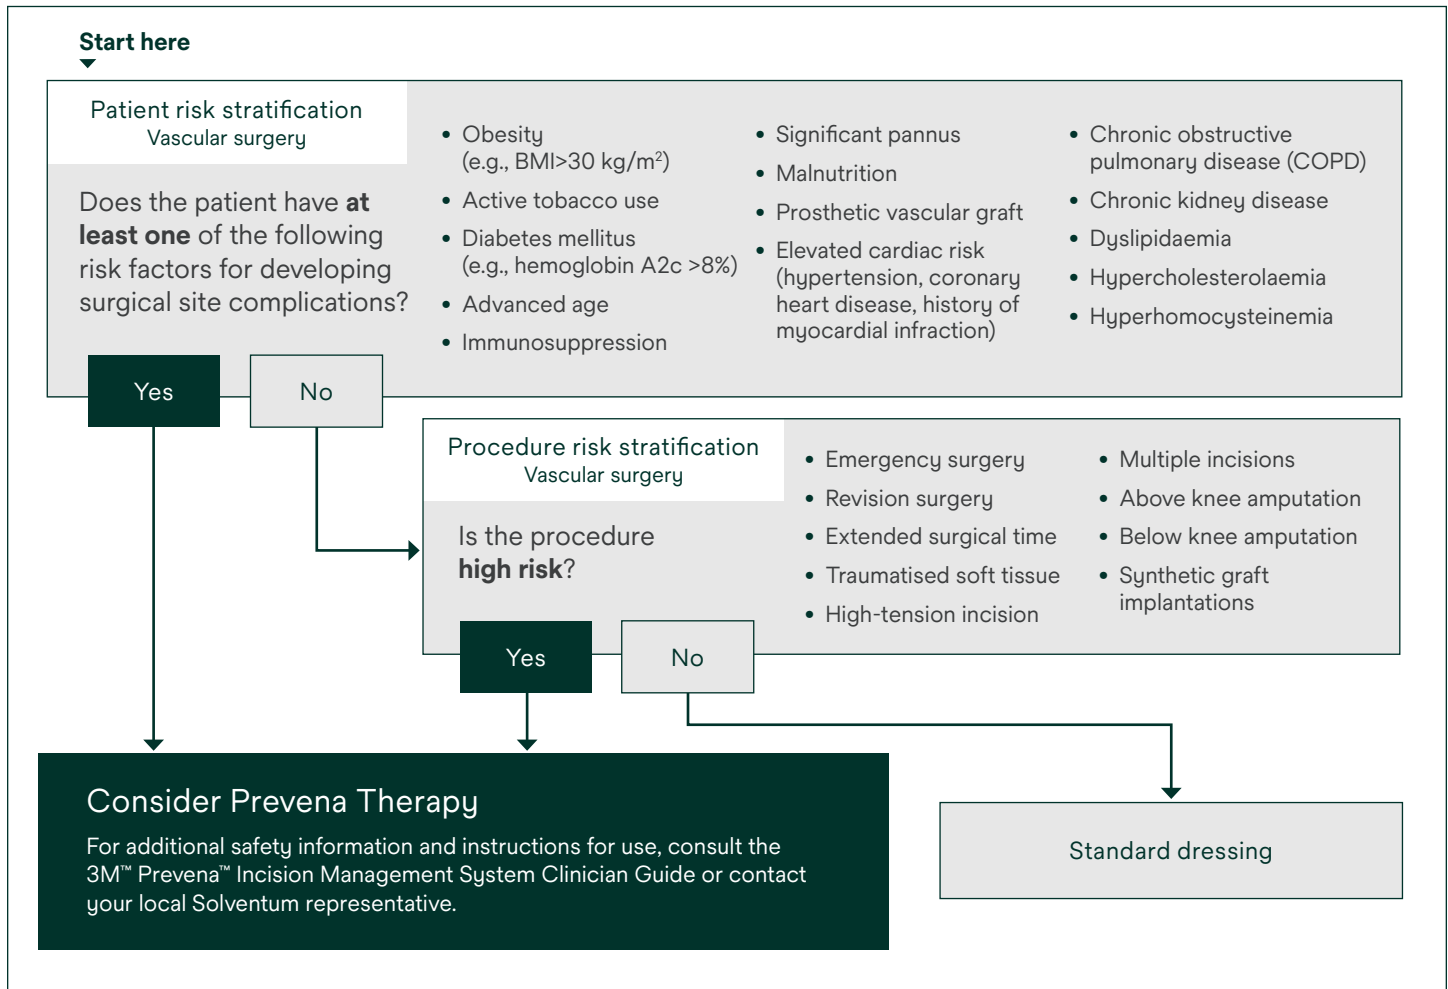 Start here
Patient risk stratification
Vascular surgery
Does the patient have at
least one of the following
risk factors for developing
surgical site complications?
• Obesity
(e.g., BMI>30 kg/m²)
• Active tobacco use
• Diabetes mellitus
(e.g., hemoglobin A2c >8%)
• Advanced age
• Immunosuppression
• Significant pannus
• Malnutrition
• Prosthetic vascular graft
• Elevated cardiac risk
(hypertension, coronary
heart disease, history of
myocardial infraction)
• Chronic obstructive
pulmonary disease (COPD)
• Chronic kidney disease
• Dyslipidaemia
• Hypercholesterolaemia
• Hyperhomocysteinemia
Yes
No
Procedure risk stratification
Vascular surgery
Is the procedure
high risk?
• Emergency surgery
• Revision surgery
• Extended surgical time
• Traumatised soft tissue
• High-tension incision
• Multiple incisions
• Above knee amputation
• Below knee amputation
• Synthetic graft
implantations
Yes
No
Consider Prevena Therapy
For additional safety information and instructions for use, consult the
3M™ Prevena™ Incision Management System Clinician Guide or contact
your local Solventum representative.
Standard dressing